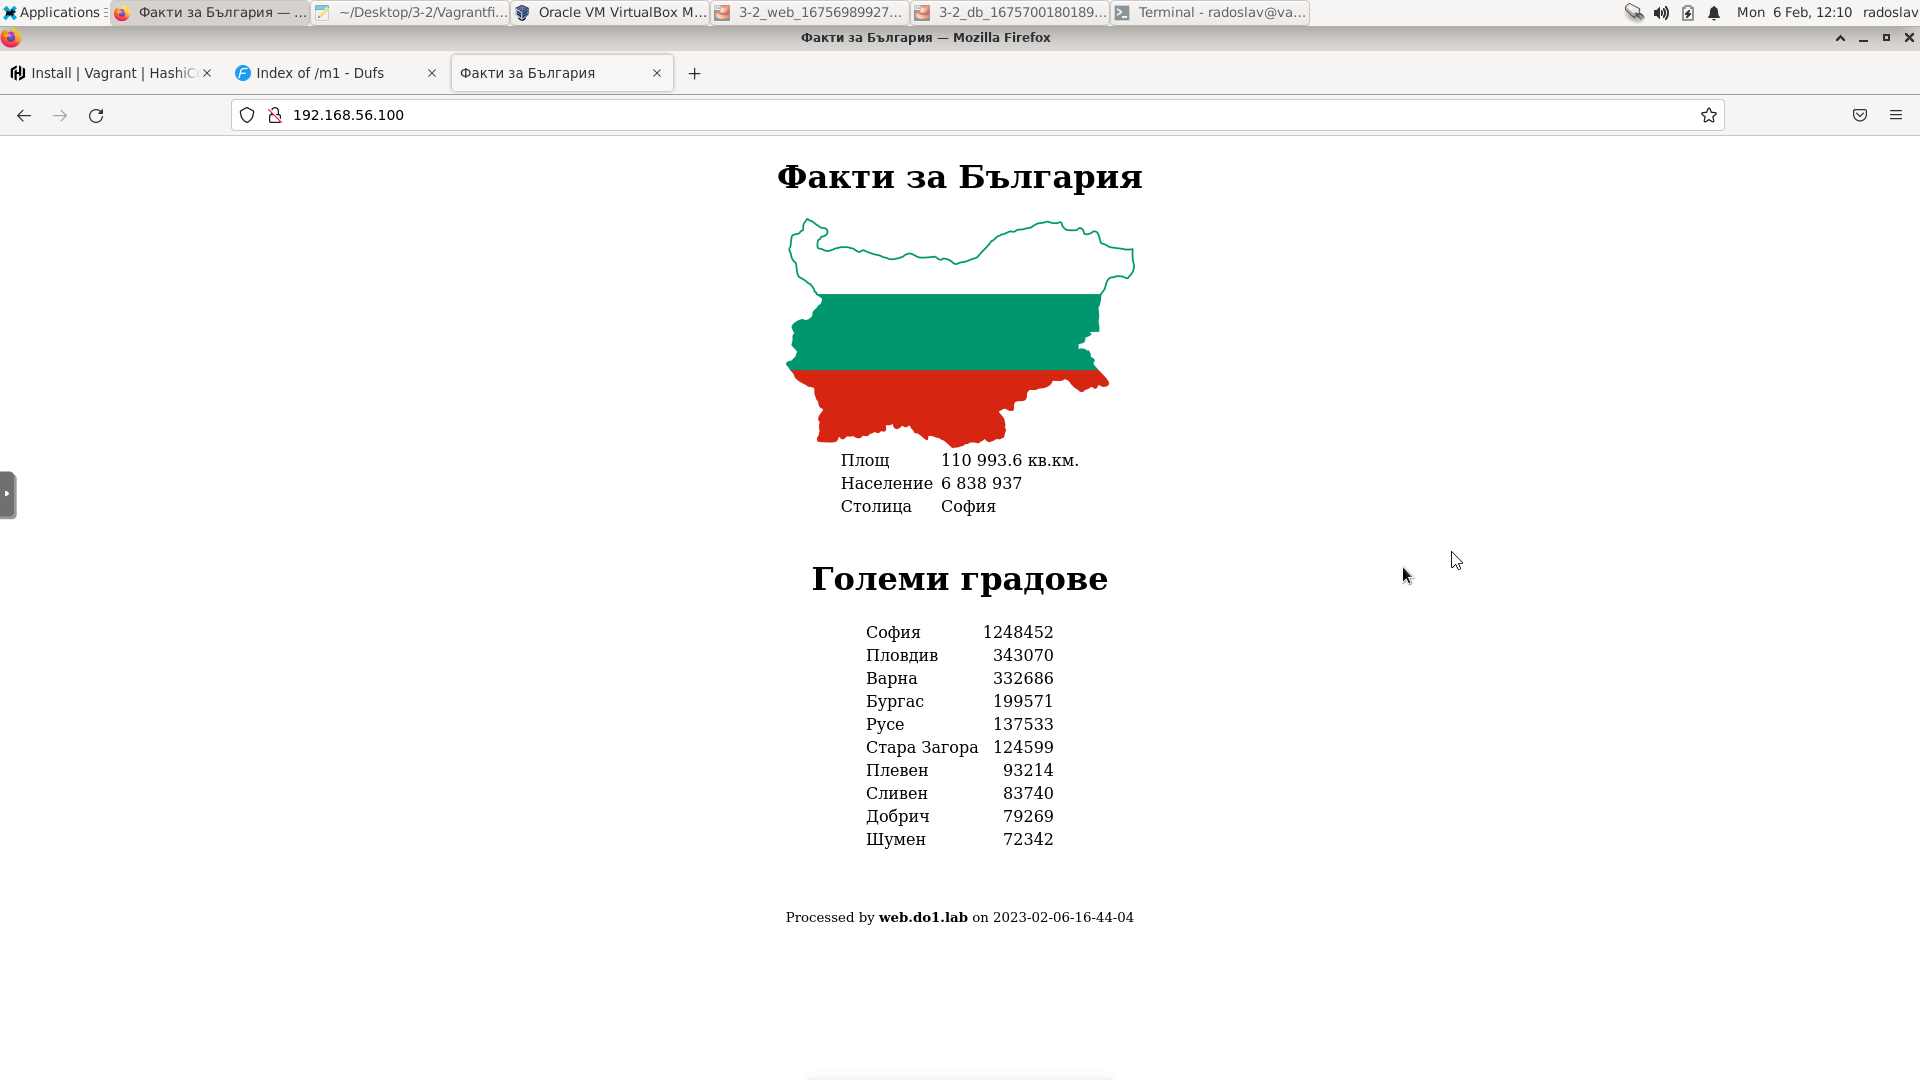 Applications
Факти за България — ...
~/Desktop/3-2/Vagrantfi...
Oracle VM VirtualBox M...
3-2_web_16756989927...
3-2_db_1675700180189...
Terminal - radoslav@va...
Mon 6 Feb, 12:10 radoslav
Факти за България — Mozilla Firefox
Install | Vagrant | HashiC
Index of /m1 - Dufs
Факти за България
192.168.56.100
Факти за България
Площ 110 993.6 кв.км.
Население 6 838 937
Столица София
Големи градове
София 1248452
Пловдив 343070
Варна 332686
Бургас 199571
Русе 137533
Стара Загора 124599
Плевен 93214
Сливен 83740
Добрич 79269
Шумен 72342
Processed by web.do1.lab on 2023-02-06-16-44-04